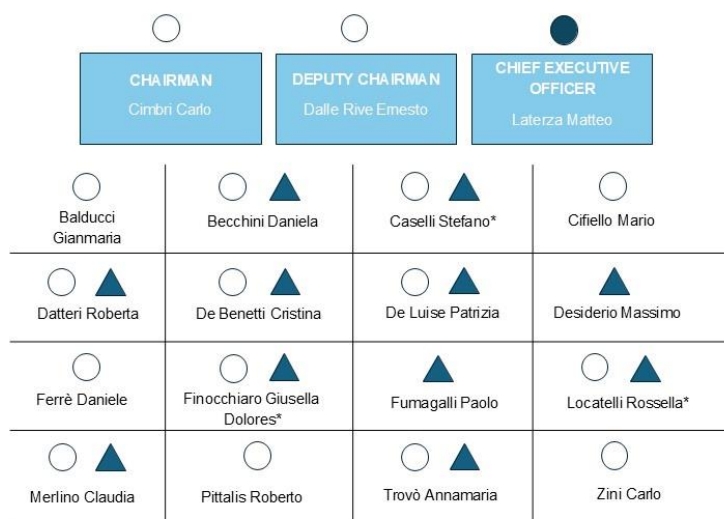 CHAIRMAN
Cimbri Carlo
DEPUTY CHAIRMAN
Dalle Rive Ernesto
CHIEF EXECUTIVE
OFFICER
Laterza Matteo
Balducci
Gianmaria
Becchini Daniela
Caselli Stefano*
Cifiello Mario
Datteri Roberta
De Benetti Cristina
De Luise Patrizia
Desiderio Massimo
Ferrè Daniele
Finocchiaro Giusella
Dolores*
Fumagalli Paolo
Locatelli Rossella*
Merlino Claudia
Pittalis Roberto
Trovò Annamaria
Zini Carlo